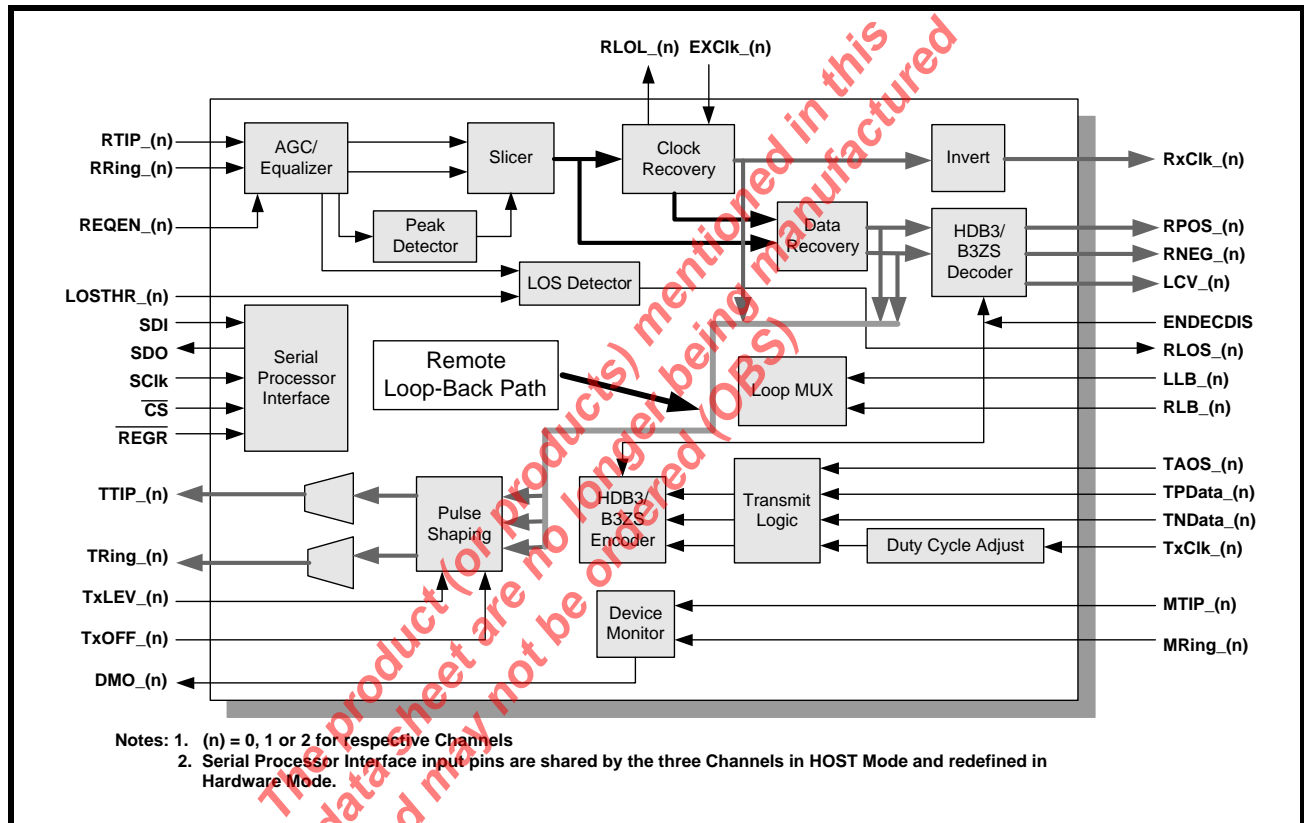 RLOL_(n) EXClk_(n)
RTIP_(n)
RRing_(n)
REQEN_(n)
LOSTHR_(n)
SDI
SDO
SClk
CS
REGR
TTIP_(n)
TRing_(n)
TxLEV_(n)
TxOFF_(n)
DMO_(n)
AGC/
Equalizer
Peak
Detector
Slicer
LOS Detector
Clock
Recovery
Data
Recovery
Invert
HDB3/
B3ZS
Decoder
Serial
Processor
Interface
Remote
Loop-Back Path
Loop MUX
Pulse
Shaping
HDB3/
B3ZS
Encoder
Transmit
Logic
Duty Cycle Adjust
Device
Monitor
RxClk_(n)
RPOS_(n)
RNEG_(n)
LCV_(n)
ENDECDIS
RLOS_(n)
LLB_(n)
RLB_(n)
TAOS_(n)
TPData_(n)
TNData_(n)
TxClk_(n)
MTIP_(n)
MRing_(n)
Notes: 1. (n) = 0, 1 or 2 for respective Channels
2. Serial Processor Interface input pins are shared by the three Channels in HOST Mode and redefined in
Hardware Mode.
The product (or products) mentioned in this
data sheet are no longer being manufactured
may not be ordered (OBS)